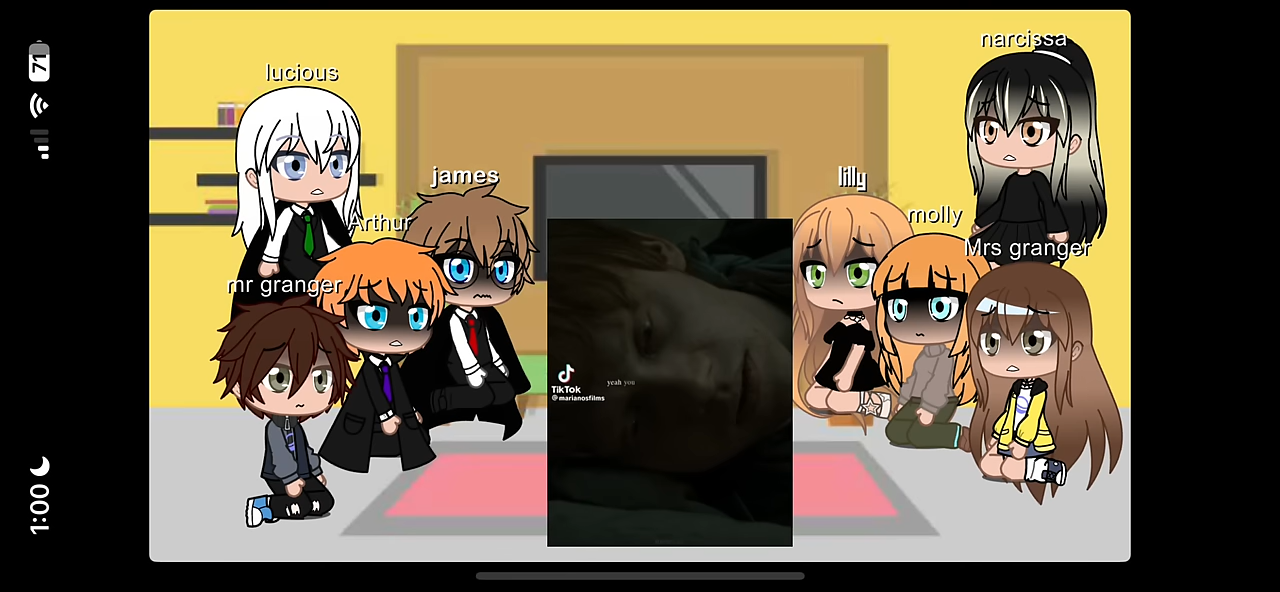 narcissa
lucious
james
lilly
Arthur
molly
Mrs granger
mr granger
TikTok
@marianosfilms
yeah you
71
1:00